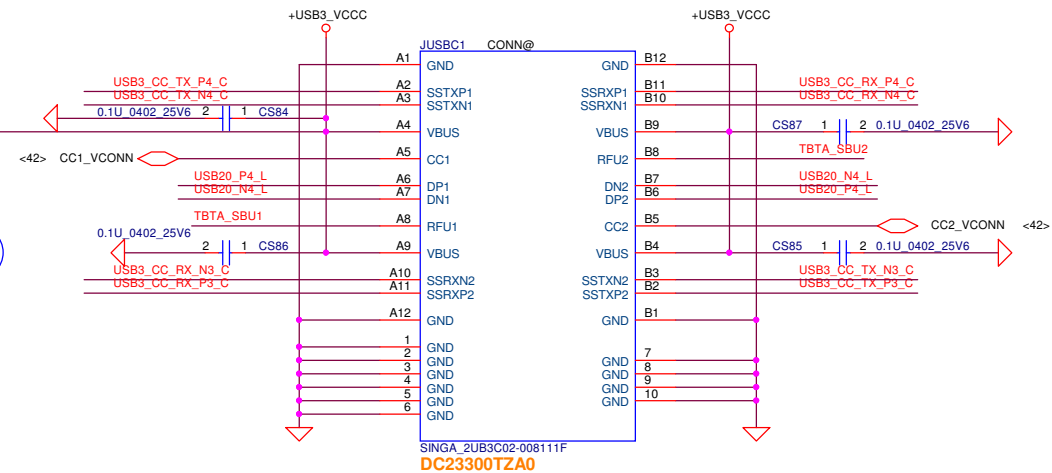 +USB3_VCCC
+USB3_VCCC
JUSBC1 CONN@
A1 GND GND B12
USB3_CC_TX_P4_C A2 SSTXP1 SSRXP1 B11 USB3_CC_RX_P4_C
USB3_CC_TX_N4_C A3 SSTXN1 SSRXN1 B10 USB3_CC_RX_N4_C
0.1U_0402_25V6 2 1 CS84
A4 VBUS VBUS B9 CS87 1 2 0.1U_0402_25V6
<42> CC1_VCONN A5 CC1 RFU2 B8 TBTA_SBU2
USB20_P4_L A6 DP1 DN2 B7 USB20_N4_L
USB20_N4_L A7 DN1 DP2 B6 USB20_P4_L
TBTA_SBU1 A8 RFU1 CC2 B5 CC2_VCONN <42>
0.1U_0402_25V6 2 1 CS86 A9 VBUS VBUS B4 CS85 1 2 0.1U_0402_25V6
USB3_CC_RX_N3_C A10 SSRXN2 SSTXN2 B3 USB3_CC_TX_N3_C
USB3_CC_RX_P3_C A11 SSRXP2 SSTXP2 B2 USB3_CC_TX_P3_C
A12 GND GND B1
1 GND
2 GND GND 7
3 GND GND 8
4 GND GND 9
5 GND GND 10
6 GND
SINGA_2UB3C02-008111F
DC23300TZA0